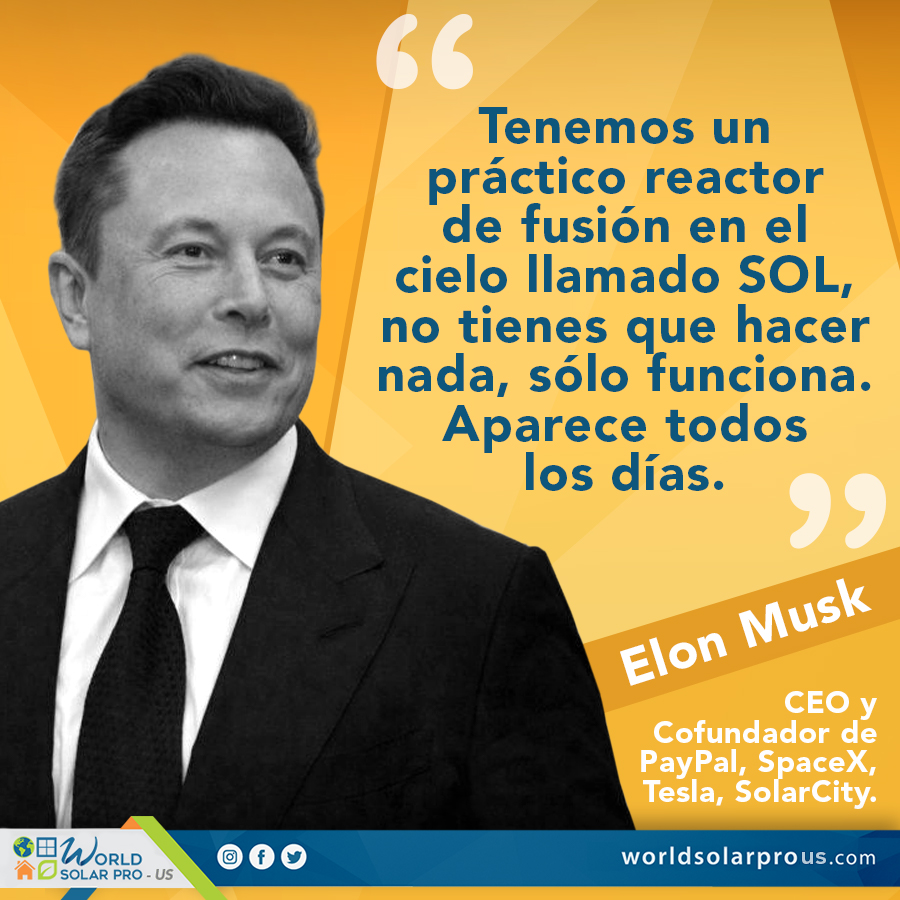 “
Tenemos un
práctico reactor
de fusión en el
cielo llamado SOL,
no tienes que hacer
nada, sólo funciona.
Aparece todos
los días.
”
Elon Musk
CEO y
Cofundador de
PayPal, SpaceX,
Tesla, SolarCity.
WORLD
SOLAR PRO - US
worldsolarprous.com